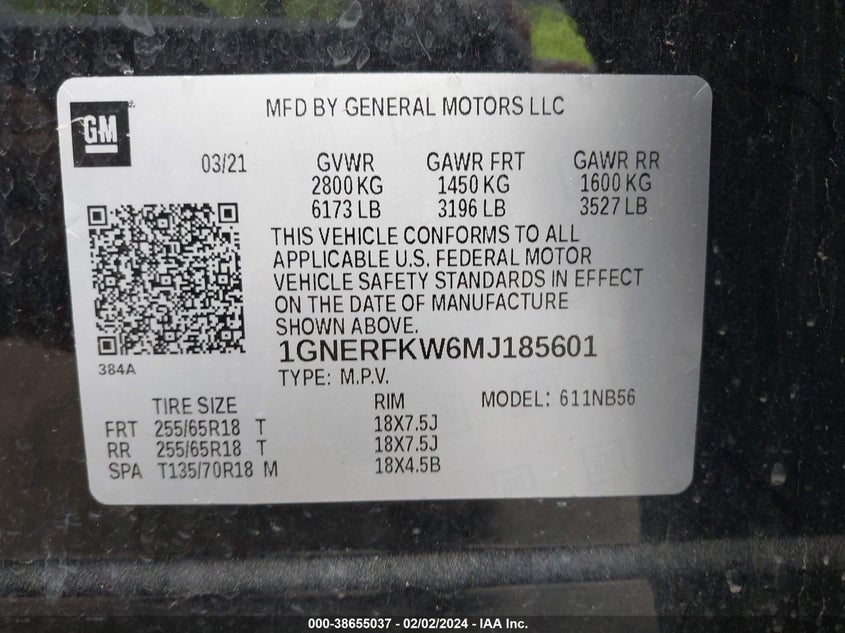 MFD BY GENERAL MOTORS LLC
GM
03/21 GVWR GAWR FRT GAWR RR
2800 KG 1450 KG 1600 KG
6173 LB 3196 LB 3527 LB
THIS VEHICLE CONFORMS TO ALL
APPLICABLE U.S. FEDERAL MOTOR
VEHICLE SAFETY STANDARDS IN EFFECT
ON THE DATE OF MANUFACTURE
SHOWN ABOVE.
384A
1GNERFKW6MJ185601
TYPE: M.P.V.
TIRE SIZE RIM MODEL: 611NB56
FRT 255/65R18 T 18X7.5J
RR 255/65R18 T 18X7.5J
SPA T135/70R18 M 18X4.5B
000-38655037 - 02/02/2024 - IAA Inc.